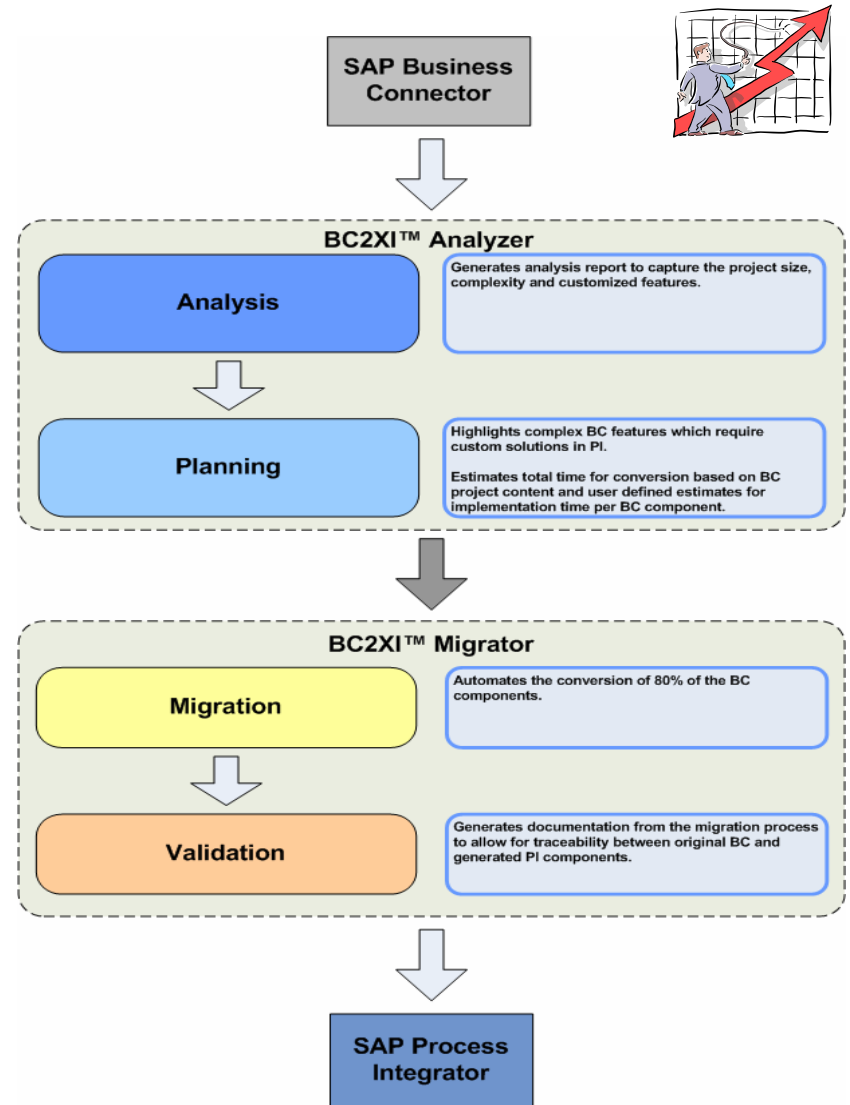 SAP Business
Connector
BC2XI™ Analyzer
Analysis
Generates analysis report to capture the project size,
complexity and customized features.
Planning
Highlights complex BC features which require
custom solutions in PI.
Estimates total time for conversion based on BC
project content and user defined estimates for
implementation time per BC component.
BC2XI™ Migrator
Migration
Automates the conversion of 80% of the BC
components.
Validation
Generates documentation from the migration process
to allow for traceability between original BC and
generated PI components.
SAP Process
Integrator